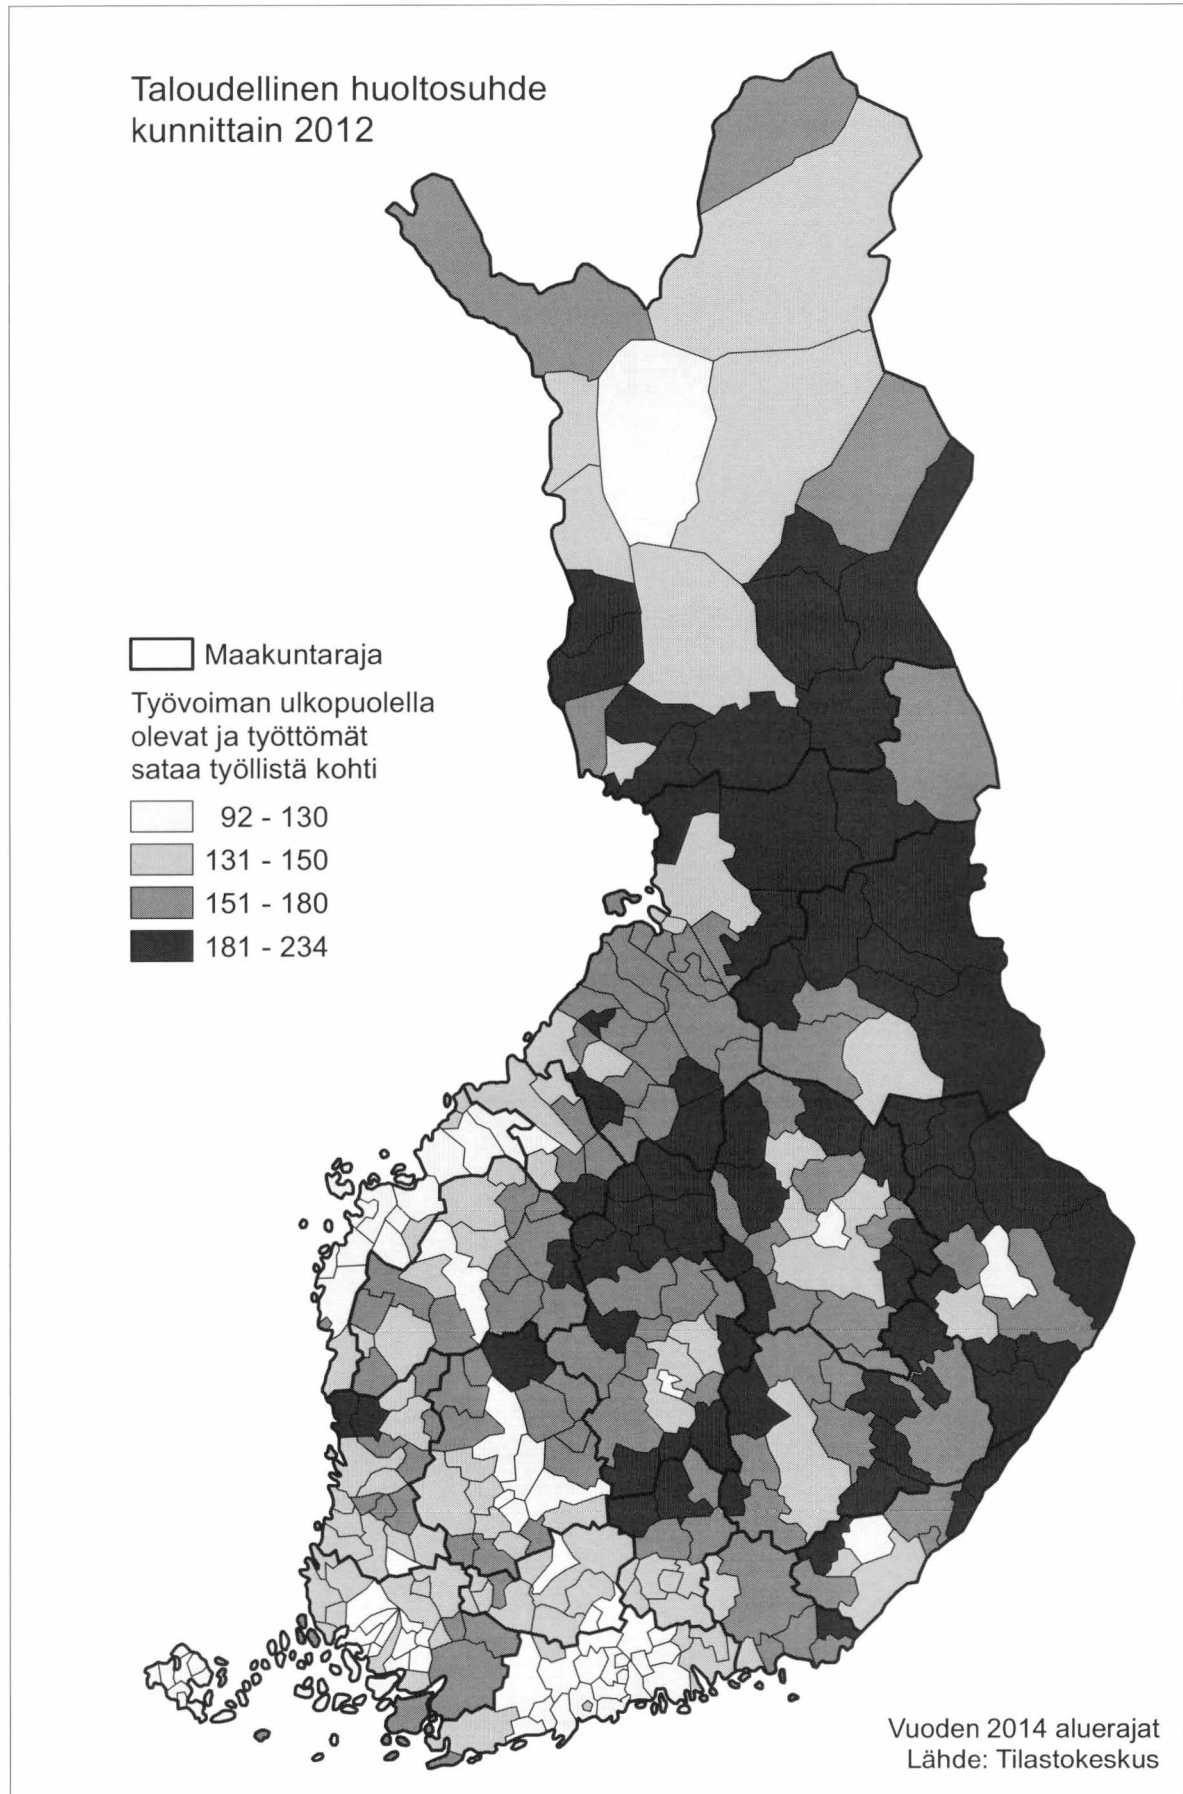 Taloudellinen huoltosuhde
kunnittain 2012
Maakuntaraja
Työvoiman ulkopuolella
olevat ja työttömät
sataa työllistä kohti
92 - 130
131 - 150
151 - 180
181 - 234
Vuoden 2014 aluerajat
Lähde: Tilastokeskus